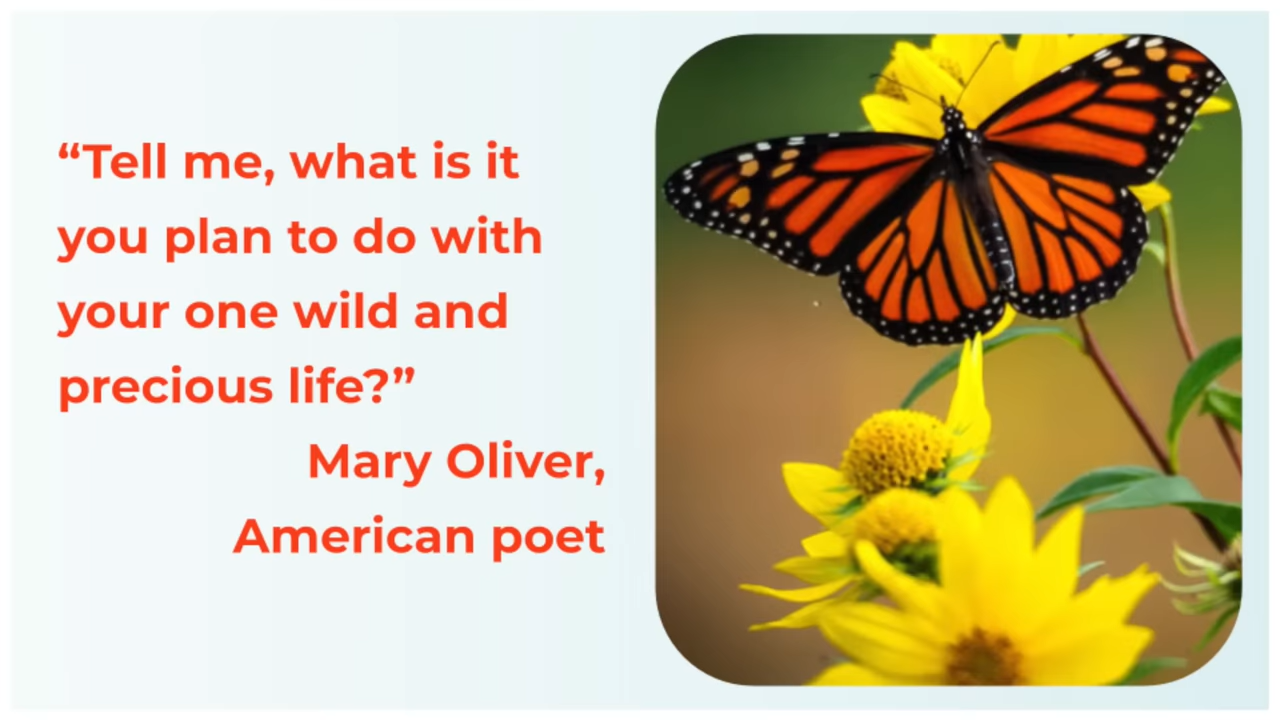 “Tell me, what is it
you plan to do with
your one wild and
precious life?”
Mary Oliver,
American poet